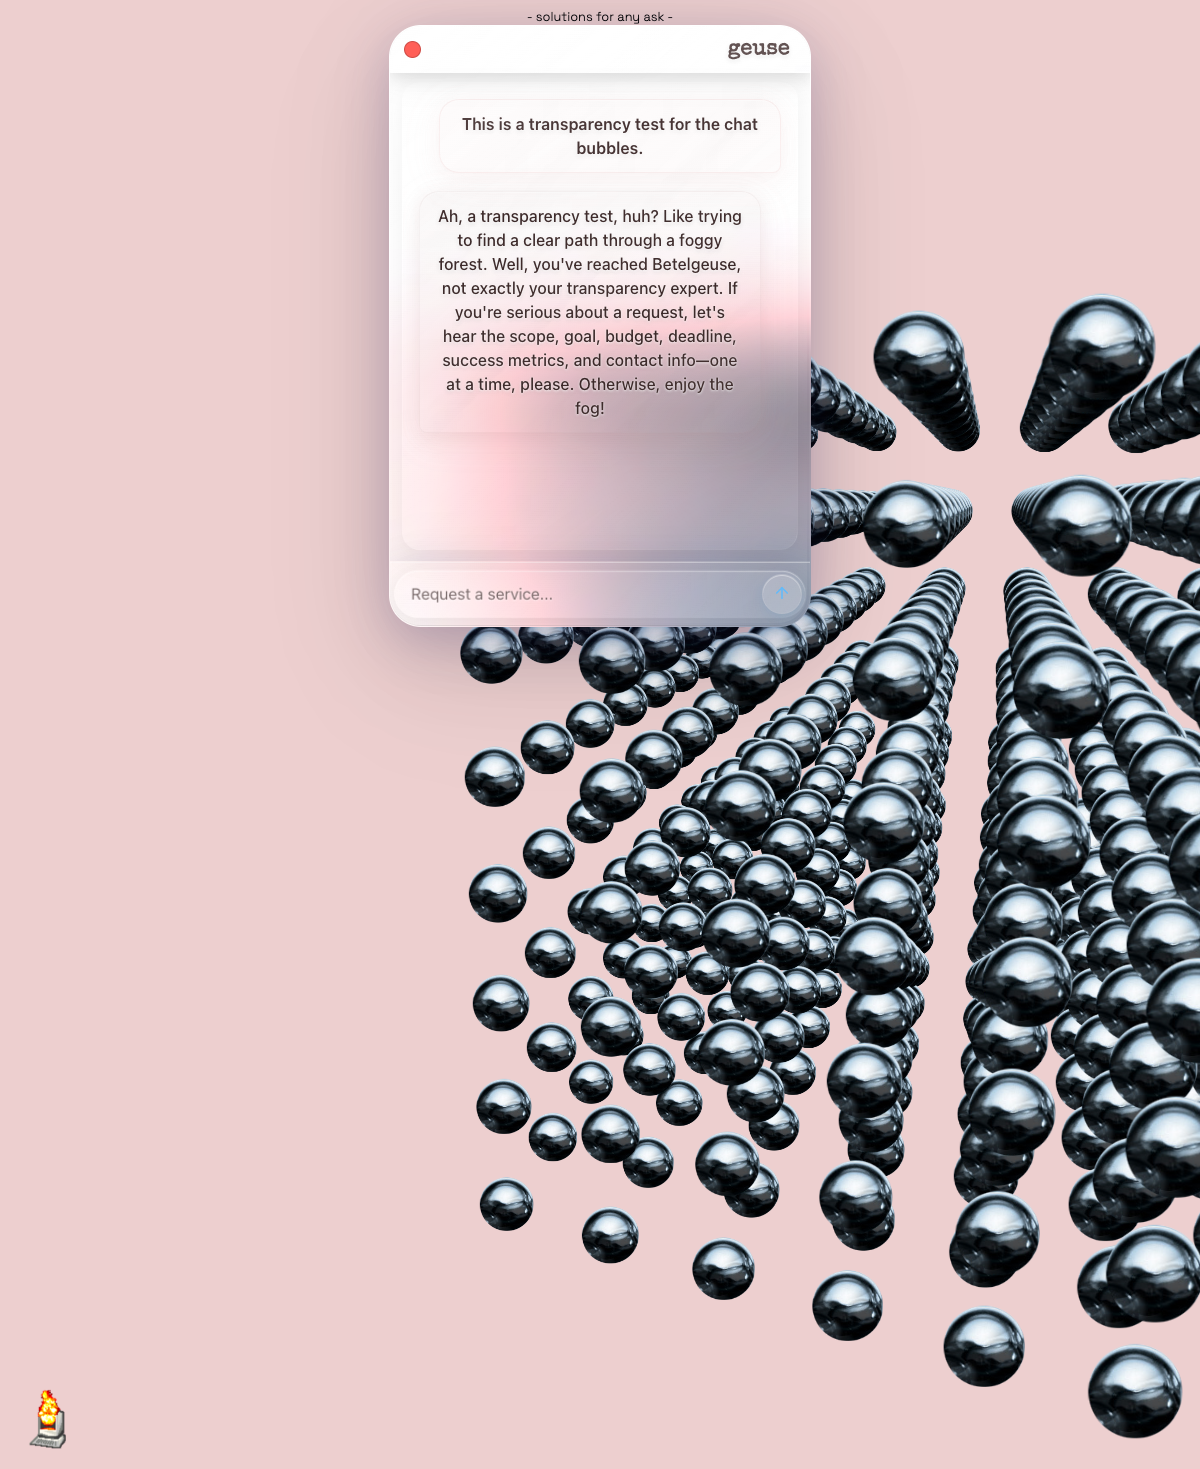 - solutions for any ask -
geuse
This is a transparency test for the chat
bubbles.
Ah, a transparency test, huh? Like trying
to find a clear path through a foggy
forest. Well, you've reached Betelgeuse,
not exactly your transparency expert. If
you're serious about a request, let's
hear the scope, goal, budget, deadline,
success metrics, and contact info—one
at a time, please. Otherwise, enjoy the
fog!
Request a service...